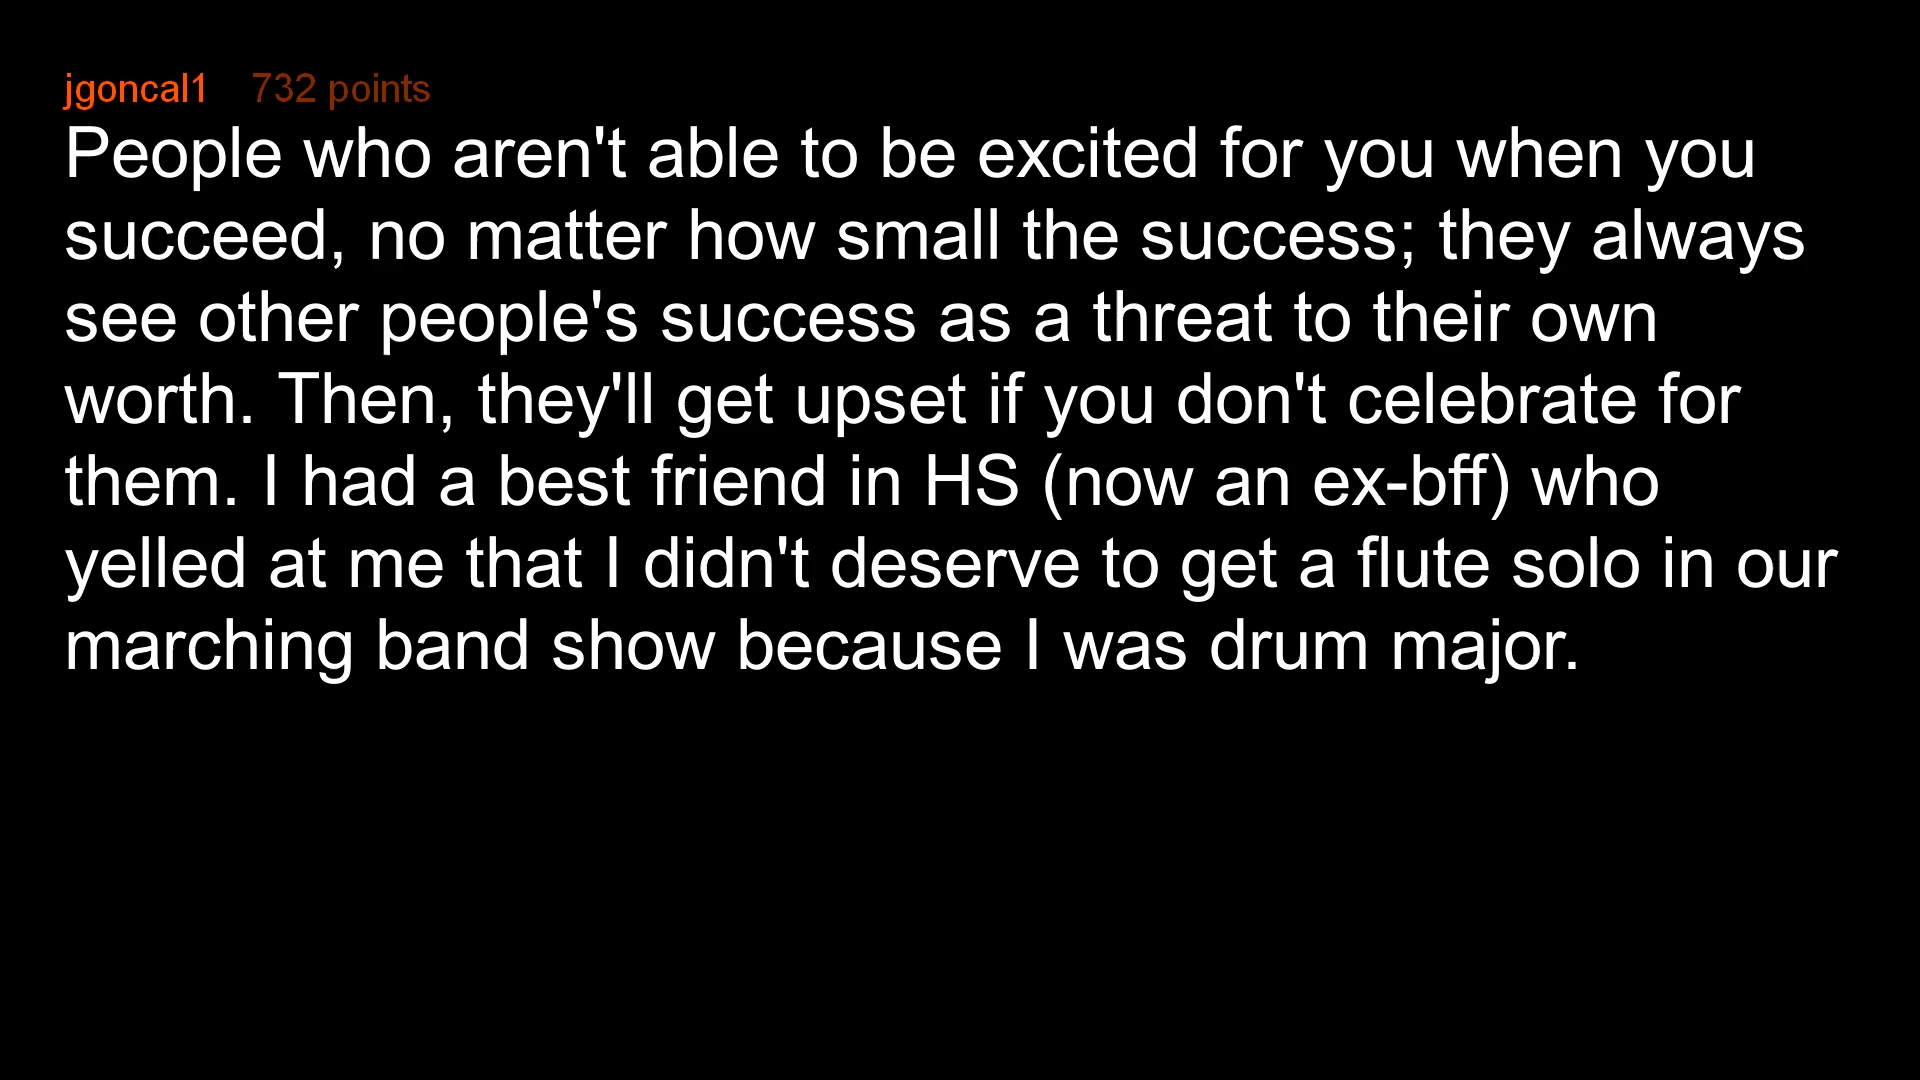 jgoncal1 732 points
People who aren't able to be excited for you when you
succeed, no matter how small the success; they always
see other people's success as a threat to their own
worth. Then, they'll get upset if you don't celebrate for
them. I had a best friend in HS (now an ex-bff) who
yelled at me that I didn't deserve to get a flute solo in our
marching band show because I was drum major.